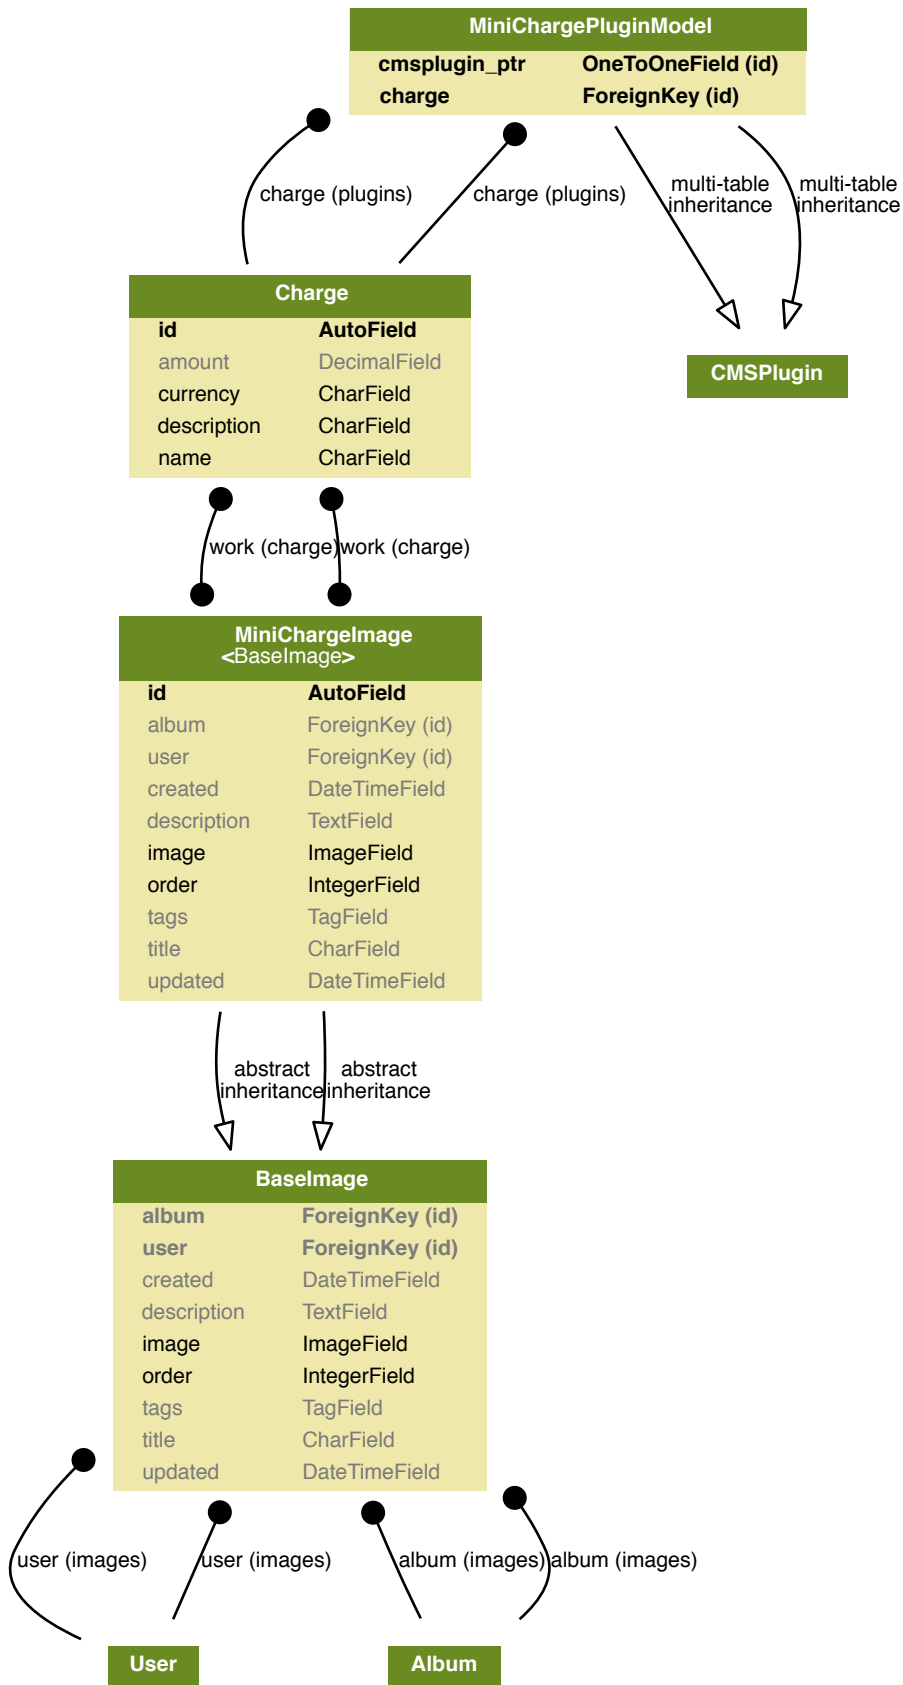 MiniChargePluginModel
cmsplugin_ptr OneToOneField (id)
charge ForeignKey (id)
charge (plugins) charge (plugins) multi-table multi-table
inheritance inheritance
Charge
id AutoField
amount DecimalField
currency CharField
description CharField
name CharField
CMSPlugin
work (charge) work (charge)
MiniChargeImage
<BaseImage>
id AutoField
album ForeignKey (id)
user ForeignKey (id)
created DateTimeField
description TextField
image ImageField
order IntegerField
tags TagField
title CharField
updated DateTimeField
abstract abstract
inheritance inheritance
BaseImage
album ForeignKey (id)
user ForeignKey (id)
created DateTimeField
description TextField
image ImageField
order IntegerField
tags TagField
title CharField
updated DateTimeField
user (images) user (images) album (images) album (images)
User Album